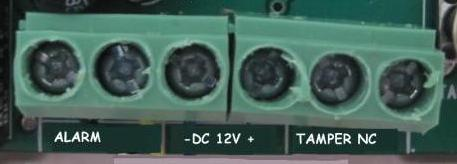 ALARM -DC 12V + TAMPER NC